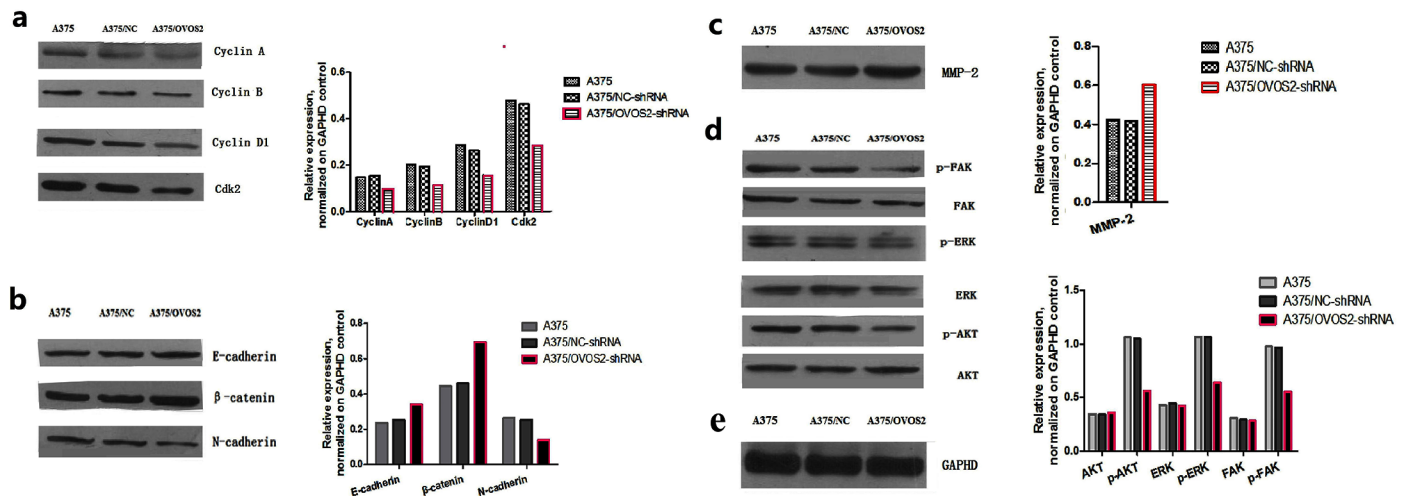 a
A375 A375/NC A375/OVOS2
Cyclin A
Cyclin B
Cyclin D1
Cdk2
Relative expression,
normalized on GAPHD control
0.6
0.4
0.2
0.0
CyclinA CyclinB CyclinD1 Cdk2
A375
A375/NC-shRNA
A375/OVOS2-shRNA
b
A375 A375/NC A375/OVOS2
E-cadherin
β-catenin
N-cadherin
Relative expression,
normalized on GAPHD control
0.8
0.6
0.4
0.2
0.0
E-cadherin β-catenin N-cadherin
A375
A375/NC-shRNA
A375/OVOS2-shRNA
c
A375 A375/NC A375/OVOS2
MMP-2
Relative expression,
normalized on GAPHD control
0.8
0.6
0.4
0.2
0.0
MMP-2
A375
A375/NC-shRNA
A375/OVOS2-shRNA
d
A375 A375/NC A375/OVOS2
p-FAK
FAK
p-ERK
ERK
p-AKT
AKT
Relative expression,
normalized on GAPHD control
1.5
1.0
0.5
0.0
AKT p-AKT ERK p-ERK FAK p-FAK
A375
A375/NC-shRNA
A375/OVOS2-shRNA
e
A375 A375/NC A375/OVOS2
GAPHD